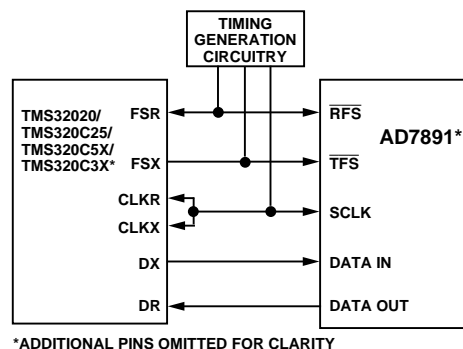 TIMING
GENERATION
CIRCUITRY
TMS32020/
TMS320C25/
TMS320C5X/
TMS320C3X*
FSR
FSX
CLKR
CLKX
DX
DR
RFS
AD7891*
TFS
SCLK
DATA IN
DATA OUT
*ADDITIONAL PINS OMITTED FOR CLARITY